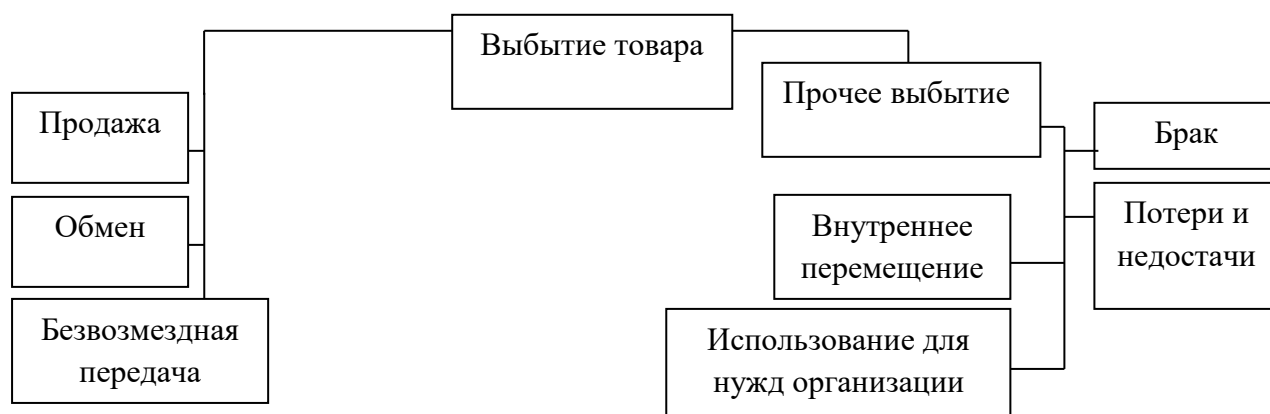 Выбытие товара
Прочее выбытие
Продажа
Брак
Обмен
Внутреннее
перемещение
Потери и
недостачи
Безвозмездная
передача
Использование для
нужд организации